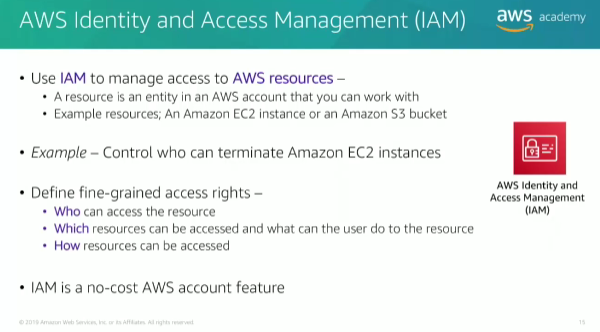 AWS Identity and Access Management (IAM)
aws academy
• Use IAM to manage access to AWS resources –
• A resource is an entity in an AWS account that you can work with
• Example resources; An Amazon EC2 instance or an Amazon S3 bucket
• Example – Control who can terminate Amazon EC2 instances
• Define fine-grained access rights –
• Who can access the resource
• Which resources can be accessed and what can the user do to the resource
• How resources can be accessed
• IAM is a no-cost AWS account feature
AWS Identity and
Access Management
(IAM)
© 2019 Amazon Web Services, Inc. or its Affiliates. All rights reserved.
15